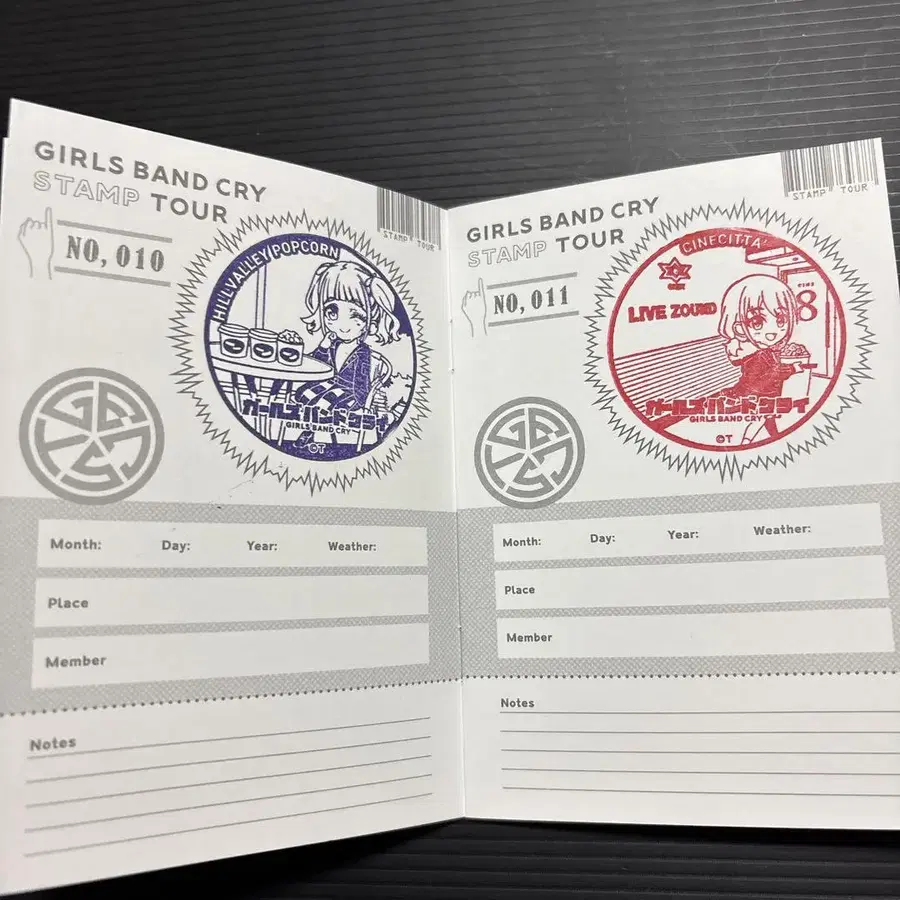 GIRLS BAND CRY
STAMP TOUR
STAMP TOUR
NO, 010
HILL VALLEY POPCORN
ガールズバンドクライ
GIRLS BAND CRY
©T
Month: Day: Year: Weather:
Place
Member
Notes
GIRLS BAND CRY
STAMP TOUR
STAMP TOUR
NO, 011
CINECITTA'
LIVE ZOUND
8
ガールズバンドクライ
GIRLS BAND CRY
©T
Month: Day: Year: Weather:
Place
Member
Notes